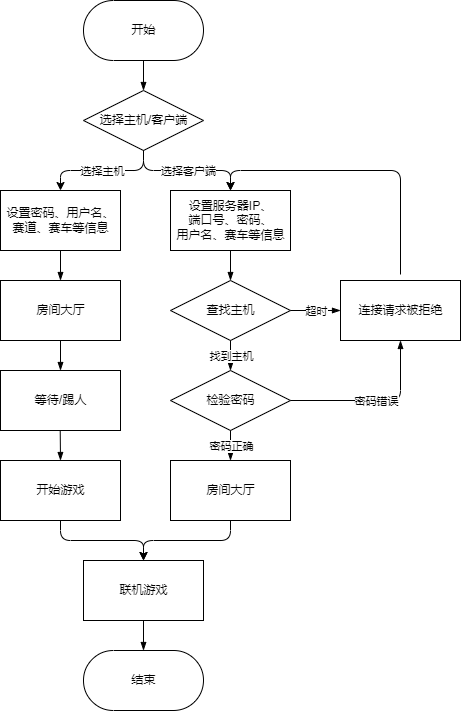 开始
选择主机/客户端
选择主机
选择客户端
设置密码、用户名、
赛道、赛车等信息
设置服务器IP、
端口号、密码、
用户名、赛车等信息
房间大厅
查找主机
超时
连接请求被拒绝
找到主机
等待/踢人
检验密码
密码错误
密码正确
开始游戏
房间大厅
联机游戏
结束